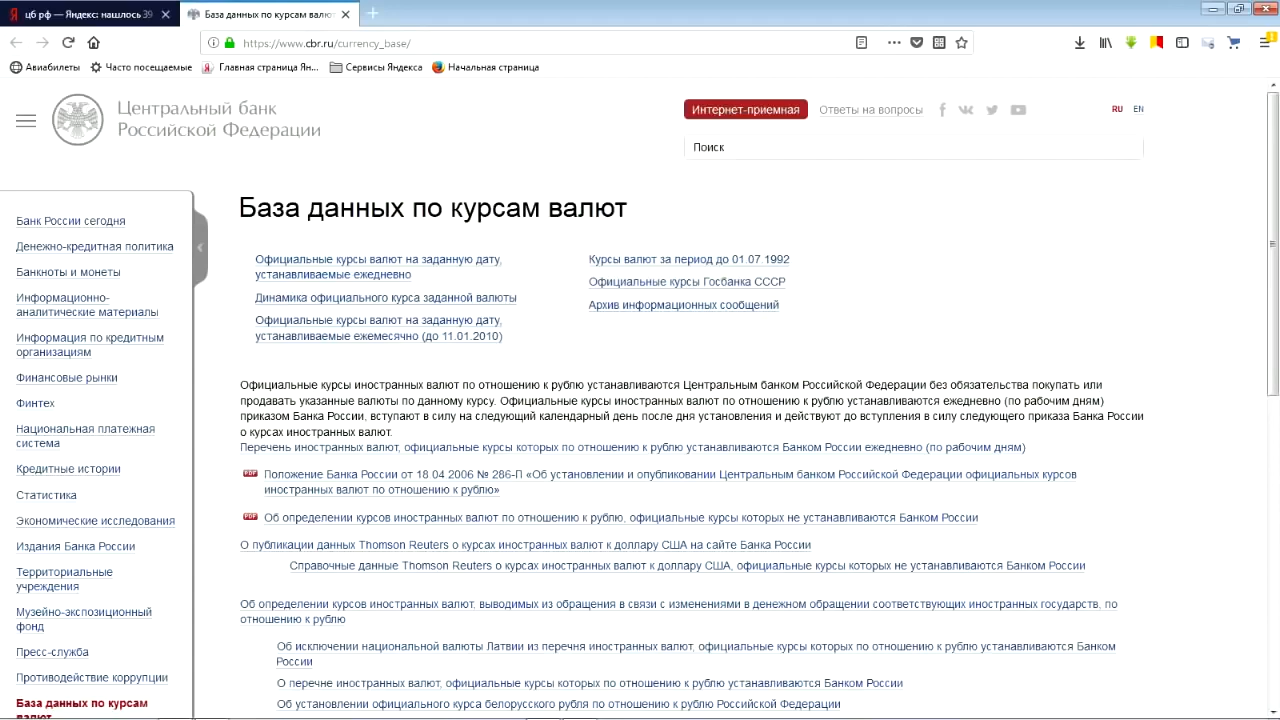 цб рф — Яндекс: нашлось 39
База данных по курсам валют
https://www.cbr.ru/currency_base/
1
Авиабилеты
Часто посещаемые
Главная страница Ян...
Сервисы Яндекса
Начальная страница
Центральный банк
Российской Федерации
Интернет-приемная
Ответы на вопросы
RU
EN
Поиск
Банк России сегодня
Денежно-кредитная политика
Банкноты и монеты
Информационно-
аналитические материалы
Информация по кредитным
организациям
Финансовые рынки
Финтех
Национальная платежная
система
Кредитные истории
Статистика
Экономические исследования
Издания Банка России
Территориальные
учреждения
Музейно-экспозиционный
фонд
Пресс-служба
Противодействие коррупции
База данных по курсам
валют
База данных по курсам валют
Официальные курсы валют на заданную дату,
устанавливаемые ежедневно
Динамика официального курса заданной валюты
Официальные курсы валют на заданную дату,
устанавливаемые ежемесячно (до 11.01.2010)
Курсы валют за период до 01.07.1992
Официальные курсы Госбанка СССР
Архив информационных сообщений
Официальные курсы иностранных валют по отношению к рублю устанавливаются Центральным банком Российской Федерации без обязательства покупать или
продавать указанные валюты по данному курсу. Официальные курсы иностранных валют по отношению к рублю устанавливаются ежедневно (по рабочим дням)
приказом Банка России, вступают в силу на следующий календарный день после дня установления и действуют до вступления в силу следующего приказа Банка России
о курсах иностранных валют.
Перечень иностранных валют, официальные курсы которых по отношению к рублю устанавливаются Банком России ежедневно (по рабочим дням)
PDF Положение Банка России от 18 04 2006 № 286-П «Об установлении и опубликовании Центральным банком Российской Федерации официальных курсов
иностранных валют по отношению к рублю»
PDF Об определении курсов иностранных валют по отношению к рублю, официальные курсы которых не устанавливаются Банком России
О публикации данных Thomson Reuters о курсах иностранных валют к доллару США на сайте Банка России
Справочные данные Thomson Reuters о курсах иностранных валют к доллару США, официальные курсы которых не устанавливаются Банком России
Об определении курсов иностранных валют, выводимых из обращения в связи с изменениями в денежном обращении соответствующих иностранных государств, по
отношению к рублю
Об исключении национальной валюты Латвии из перечня иностранных валют, официальные курсы которых по отношению к рублю устанавливаются Банком
России
О перечне иностранных валют, официальные курсы которых по отношению к рублю устанавливаются Банком России
Об установлении официального курса белорусского рубля по отношению к рублю Российской Федерации